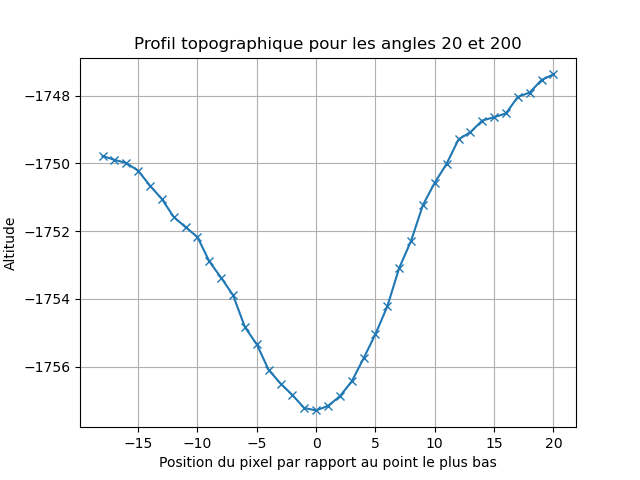 Profil topographique pour les angles 20 et 200
−1748
−1750
−1752
−1754
−1756
Altitude
−15 −10 −5 0 5 10 15 20
Position du pixel par rapport au point le plus bas